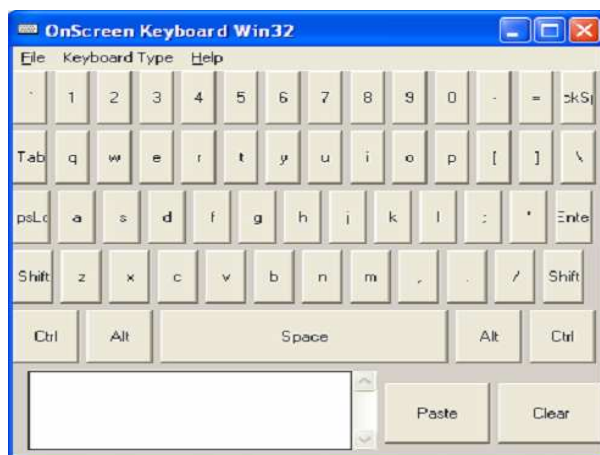 OnScreen Keyboard Win32
File Keyboard Type Help
` 1 2 3 4 5 6 7 8 9 0 - = ckSp
Tab q w e r t y u i o p [ ] \
psLo a s d f g h j k l ; ' Ente
Shift z x c v b n m , . / Shift
Ctrl Alt Space Alt Ctrl
Paste Clear